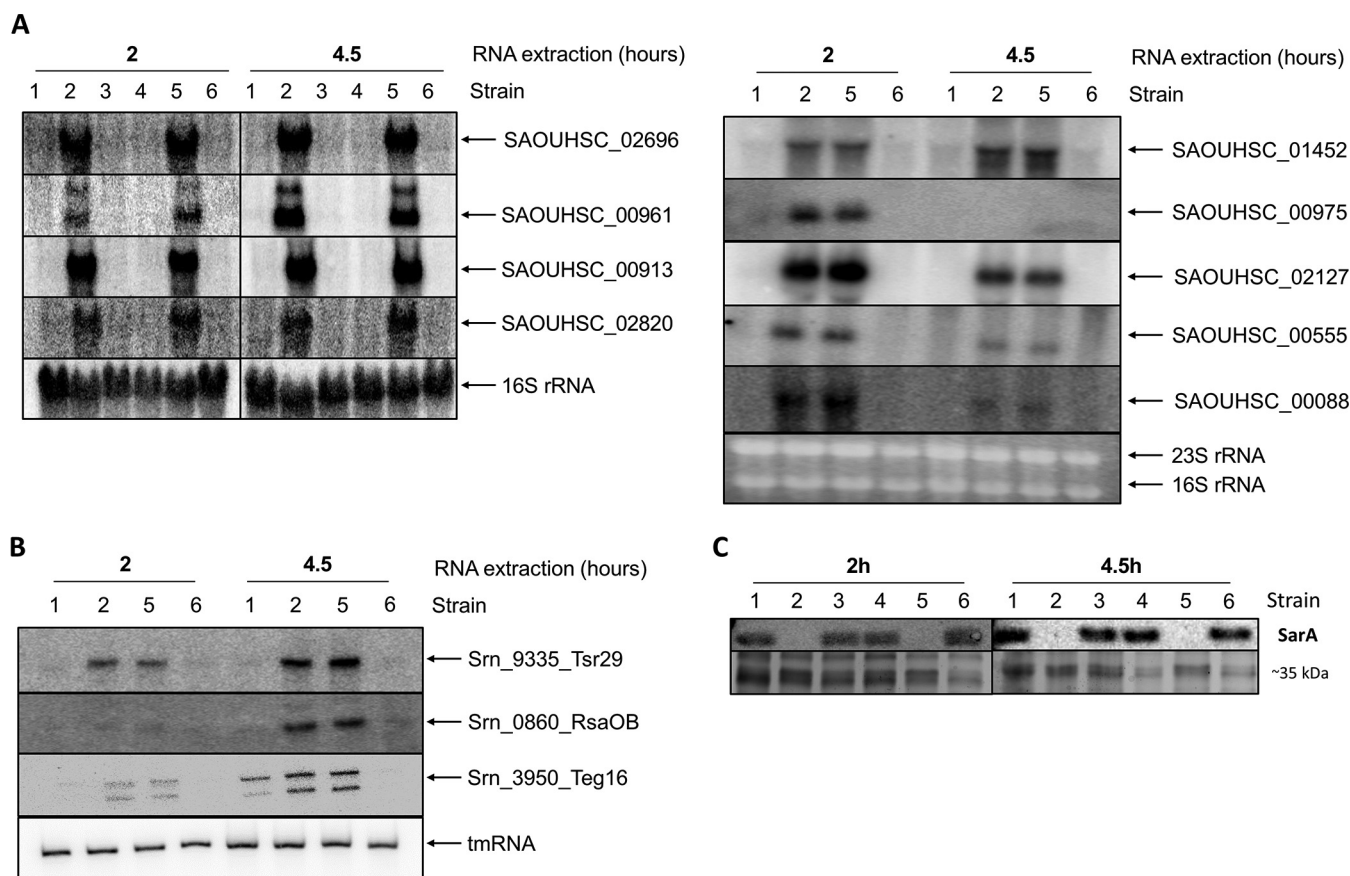 A
2 4.5 RNA extraction (hours)
1 2 3 4 5 6 1 2 3 4 5 6 Strain
SAOUHSC_02696
SAOUHSC_00961
SAOUHSC_00913
SAOUHSC_02820
16S rRNA
2 4.5 RNA extraction (hours)
1 2 5 6 1 2 5 6 Strain
SAOUHSC_01452
SAOUHSC_00975
SAOUHSC_02127
SAOUHSC_00555
SAOUHSC_00088
23S rRNA
16S rRNA
B
2 4.5 RNA extraction (hours)
1 2 5 6 1 2 5 6 Strain
Srn_9335_Tsr29
Srn_0860_RsaOB
Srn_3950_Teg16
tmRNA
C
2h 4.5h
1 2 3 4 5 6 1 2 3 4 5 6 Strain
SarA
~35 kDa